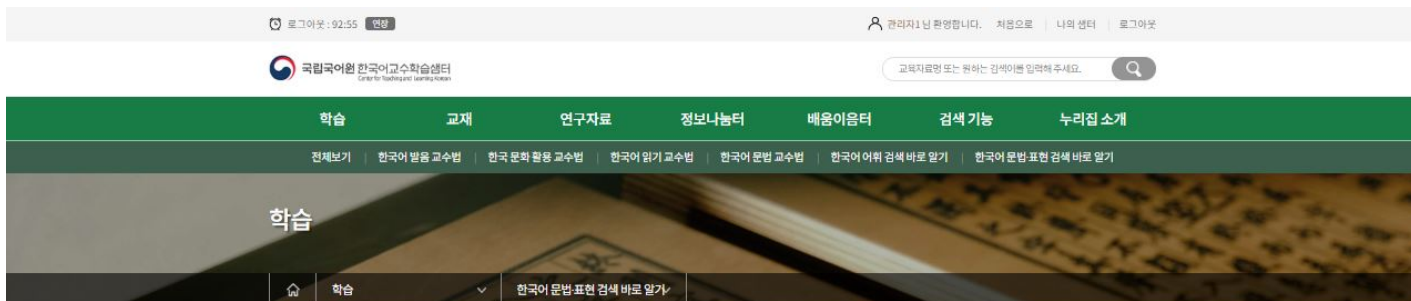 로그아웃 : 92:55 연장 관리자1 님 환영합니다. 처음으로 | 나의 샘터 | 로그아웃
국립국어원 한국어교수학습샘터 교육자료명 또는 원하는 검색어를 입력해 주세요.
Center for Teaching and Learning Korean
학습 교재 연구자료 정보나눔터 배움이음터 검색 기능 누리집 소개
전체보기 | 한국어 발음 교수법 | 한국 문화 활용 교수법 | 한국어 읽기 교수법 | 한국어 문법 교수법 | 한국어 어휘 검색 바로 알기 | 한국어 문법·표현 검색 바로 알기
학습
학습 한국어 문법·표현 검색 바로 알기